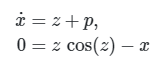 ẋ = z + p,
0 = z cos(z) − x